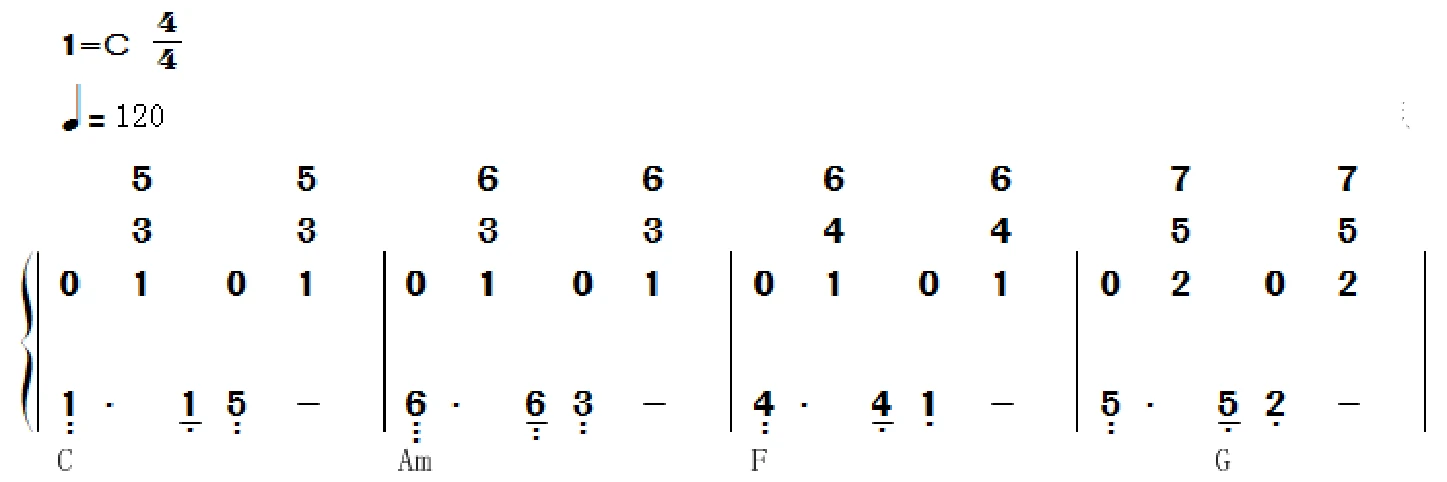 1=C 4/4
♩= 120
5 5 6 6 6 6 7 7
3 3 3 3 4 4 5 5
0 1 0 1 | 0 1 0 1 | 0 1 0 1 | 0 2 0 2
1 · 1 5 – | 6 · 6 3 – | 4 · 4 1 – | 5 · 5 2 –
C Am F G